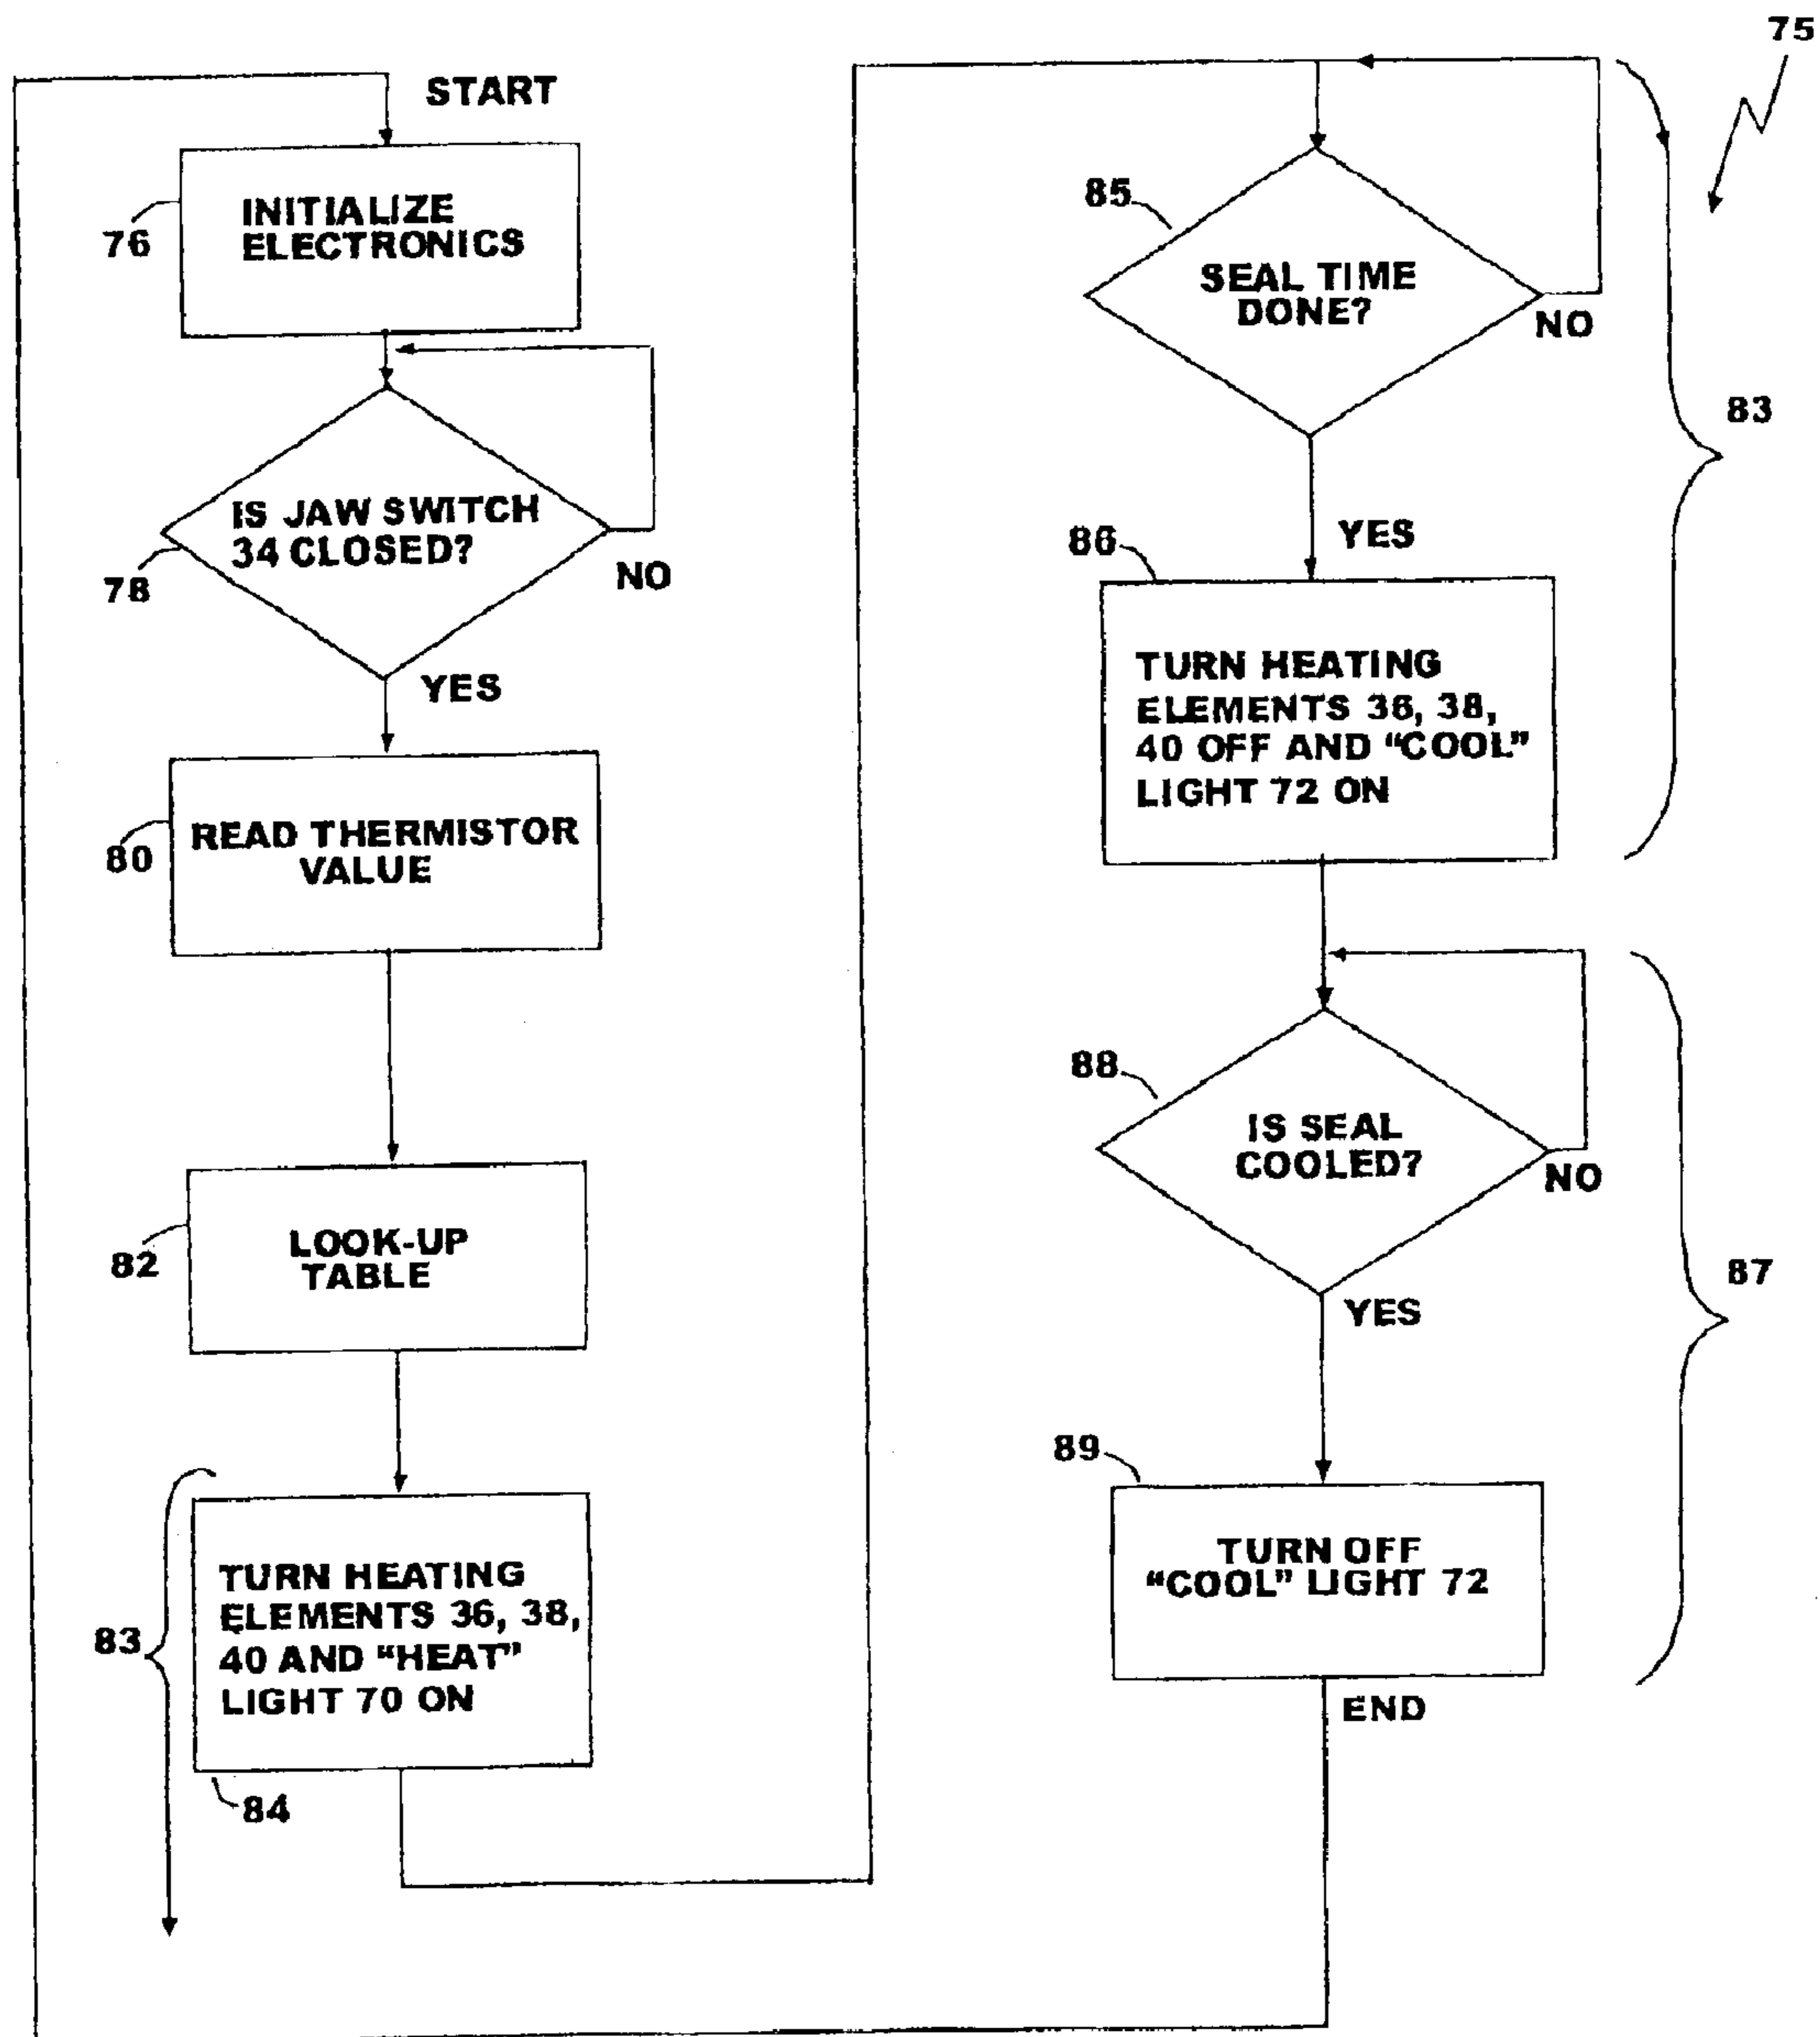 START
INITIALIZE
ELECTRONICS
76
IS JAW SWITCH
34 CLOSED?
78
NO
YES
READ THERMISTOR
VALUE
80
LOOK-UP
TABLE
82
83
TURN HEATING
ELEMENTS 36, 38,
40 AND “HEAT”
LIGHT 70 ON
84
75
85
SEAL TIME
DONE?
NO
83
YES
86
TURN HEATING
ELEMENTS 36, 38,
40 OFF AND “COOL”
LIGHT 72 ON
88
IS SEAL
COOLED?
NO
87
YES
89
TURN OFF
“COOL” LIGHT 72
END